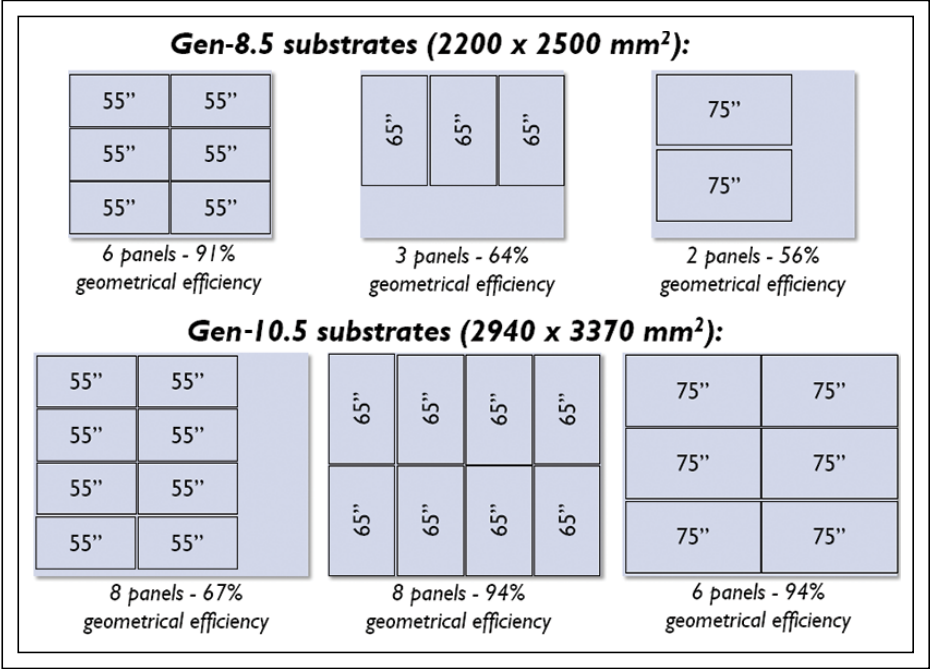 Gen-8.5 substrates (2200 x 2500 mm²):
55” 55”
55” 55”
55” 55”
65” 65” 65”
75”
75”
6 panels - 91%
geometrical efficiency
3 panels - 64%
geometrical efficiency
2 panels - 56%
geometrical efficiency
Gen-10.5 substrates (2940 x 3370 mm²):
55” 55”
55” 55”
55” 55”
55” 55”
65” 65” 65” 65”
65” 65” 65” 65”
75” 75”
75” 75”
75” 75”
8 panels - 67%
geometrical efficiency
8 panels - 94%
geometrical efficiency
6 panels - 94%
geometrical efficiency